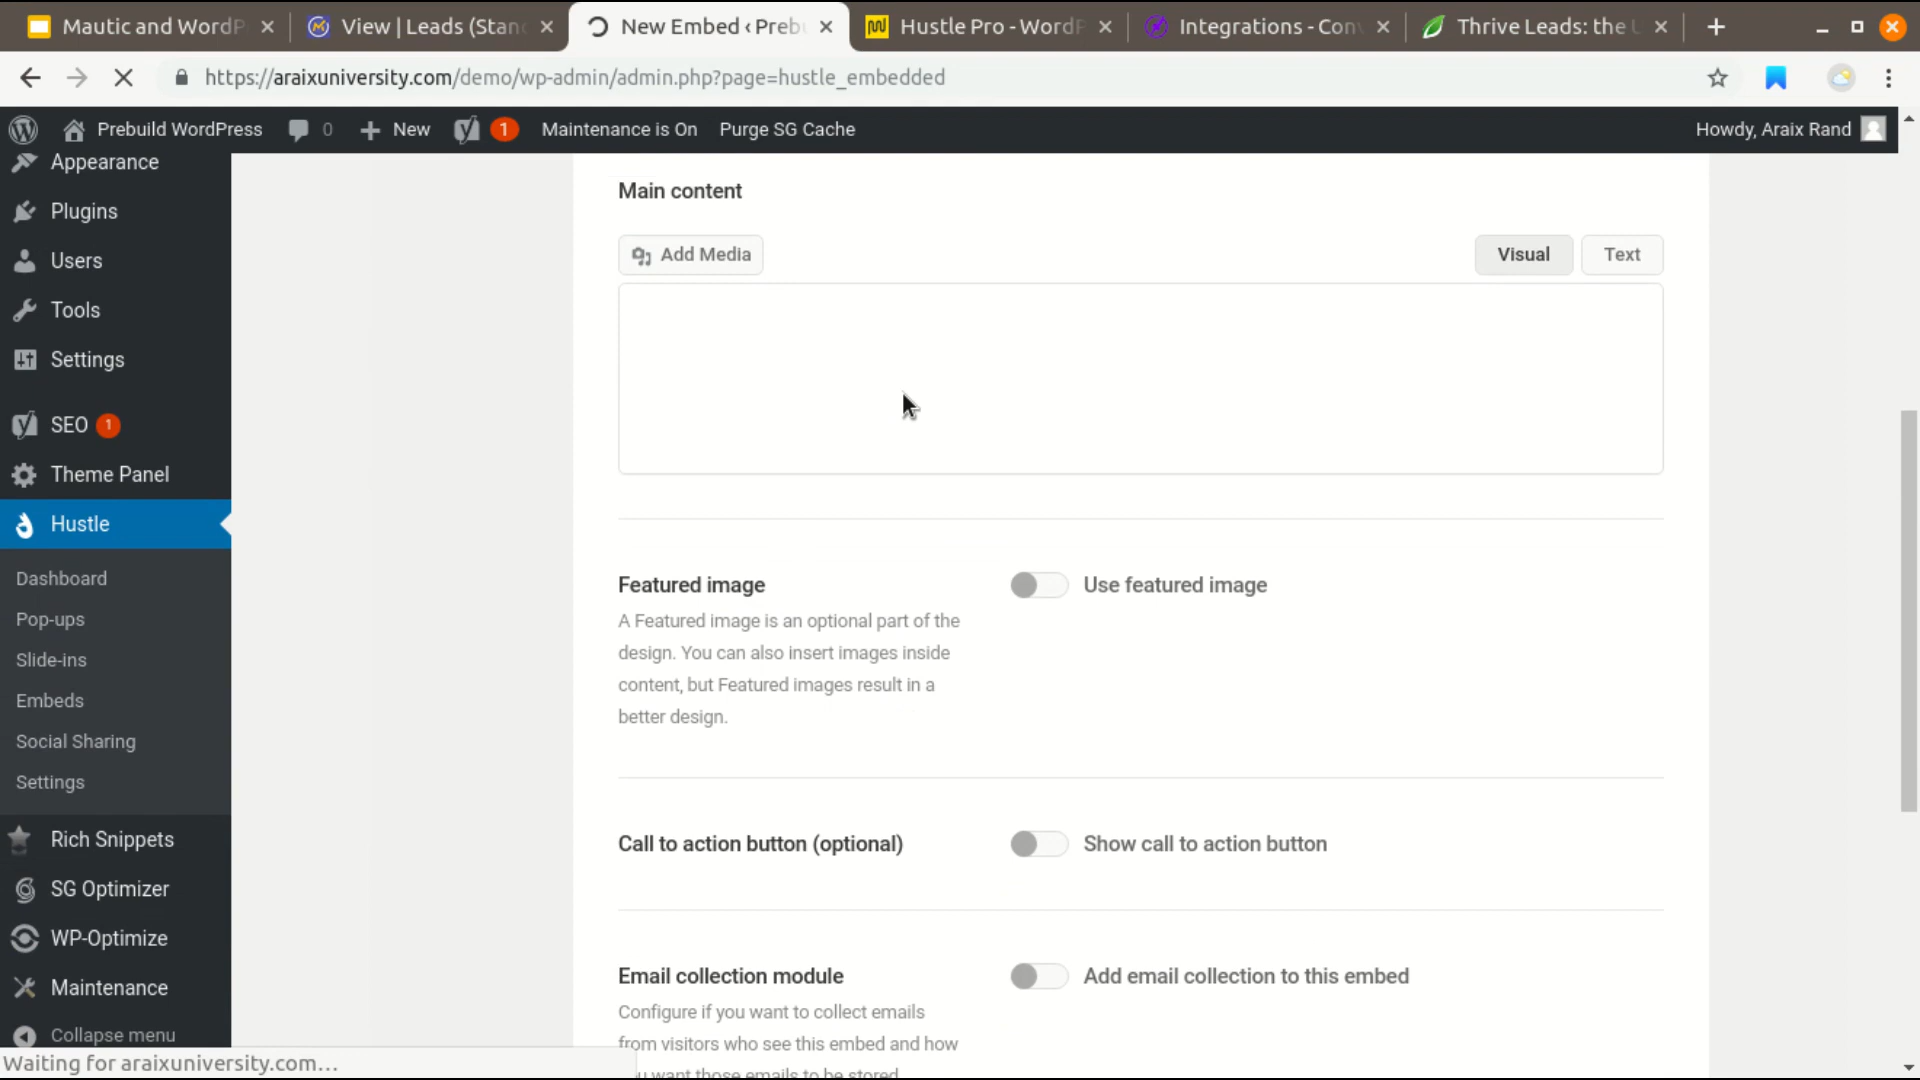 Mautic and WordP
View | Leads (Stan
New Embed ‹ Preb
Hustle Pro - WordP
Integrations - Con
Thrive Leads: the
https://araixuniversity.com/demo/wp-admin/admin.php?page=hustle_embedded
Prebuild WordPress
0
New
1
Maintenance is On
Purge SG Cache
Howdy, Araix Rand
Appearance
Plugins
Users
Tools
Settings
SEO 1
Theme Panel
Hustle
Dashboard
Pop-ups
Slide-ins
Embeds
Social Sharing
Settings
Rich Snippets
SG Optimizer
WP-Optimize
Maintenance
Collapse menu
Waiting for araixuniversity.com...
Main content
Add Media
Visual
Text
Featured image
A Featured image is an optional part of the
design. You can also insert images inside
content, but Featured images result in a
better design.
Use featured image
Call to action button (optional)
Show call to action button
Email collection module
Configure if you want to collect emails
from visitors who see this embed and how
want those emails to be stored
Add email collection to this embed